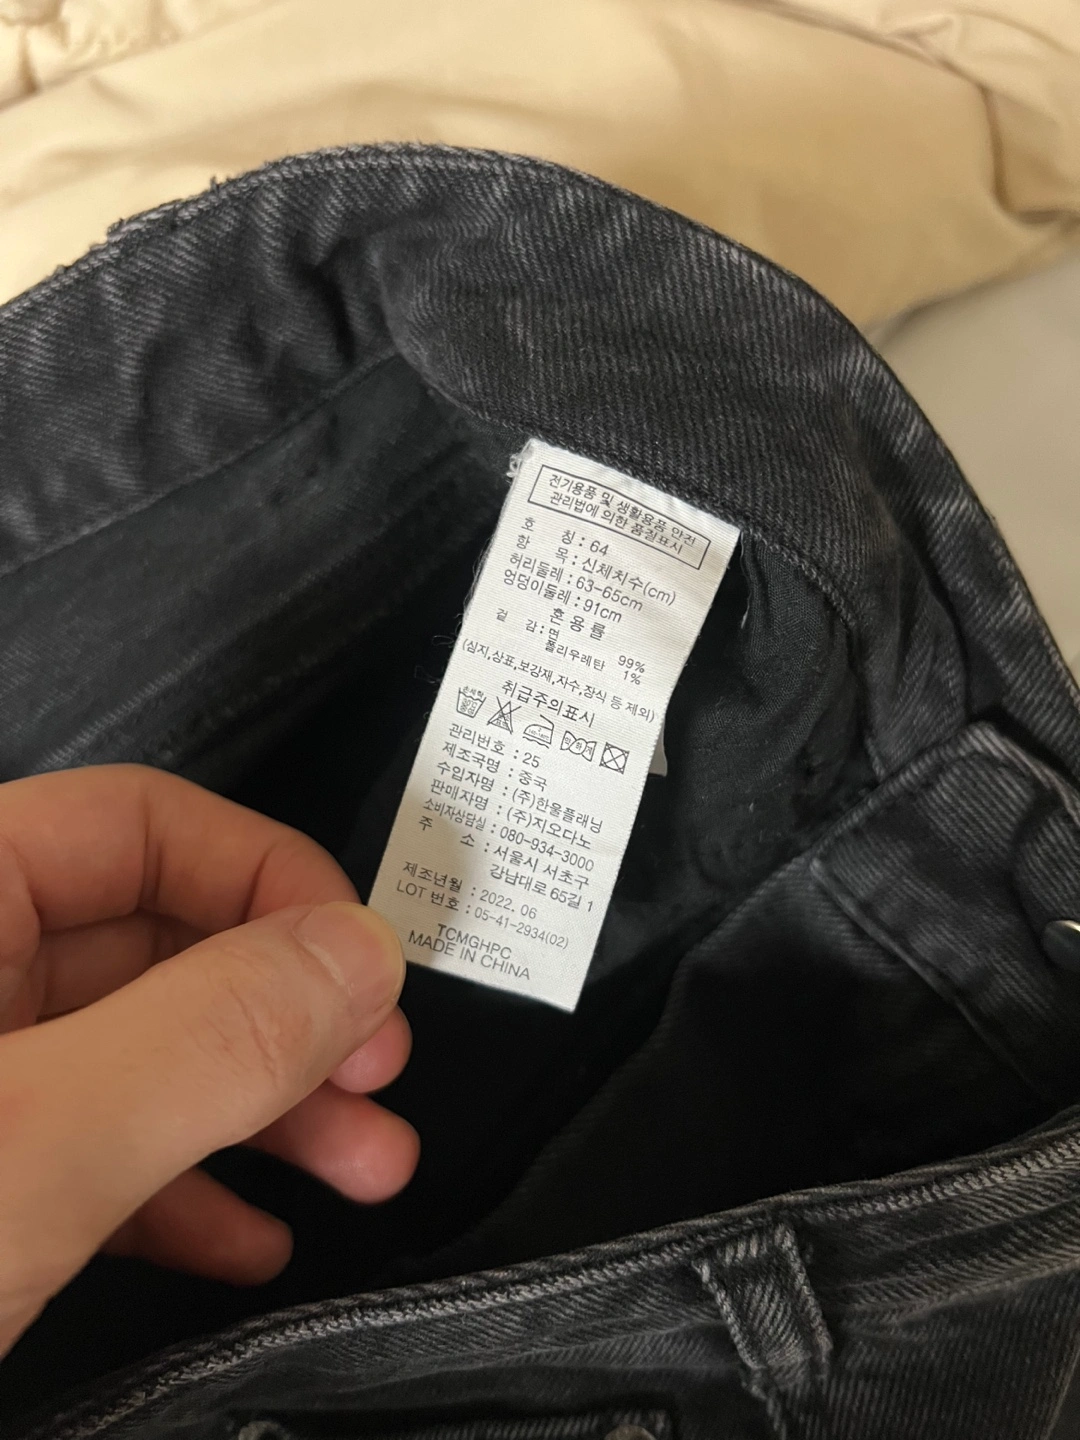 전기용품 및 생활용품 안전
관리법에 의한 품질표시
호 칭 : 64
항 목 : 신체치수(cm)
허리둘레 : 63-65cm
엉덩이둘레 : 91cm
혼 용 률
겉 감 : 면 99%
폴리우레탄 1%
(심지,상표,보강재,자수,장식 등 제외)
취급주의표시
손세탁
약하게
관리번호 : 25
제조국명 : 중국
수입자명 : (주)한울플래닝
판매자명 : (주)지오다노
소비자상담실 : 080-934-3000
주 소 : 서울시 서초구
강남대로 65길 1
제조년월 : 2022. 06
LOT 번호 : 05-41-2934(02)
TCMGHPC
MADE IN CHINA